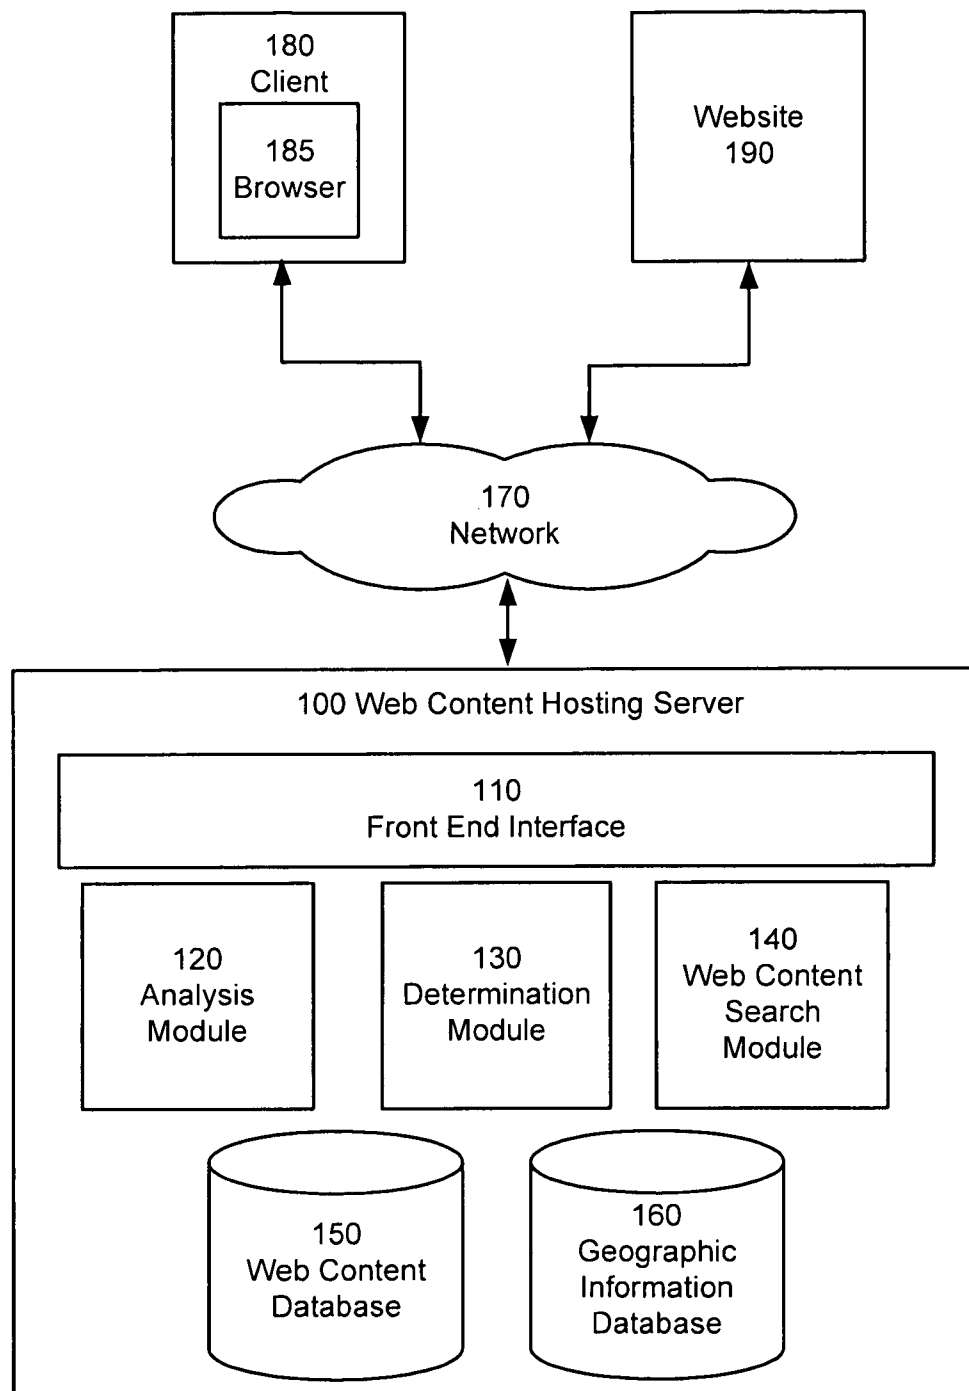 180
Client
185
Browser
Website
190
170
Network
100 Web Content Hosting Server
110
Front End Interface
120
Analysis
Module
130
Determination
Module
140
Web Content
Search
Module
150
Web Content
Database
160
Geographic
Information
Database